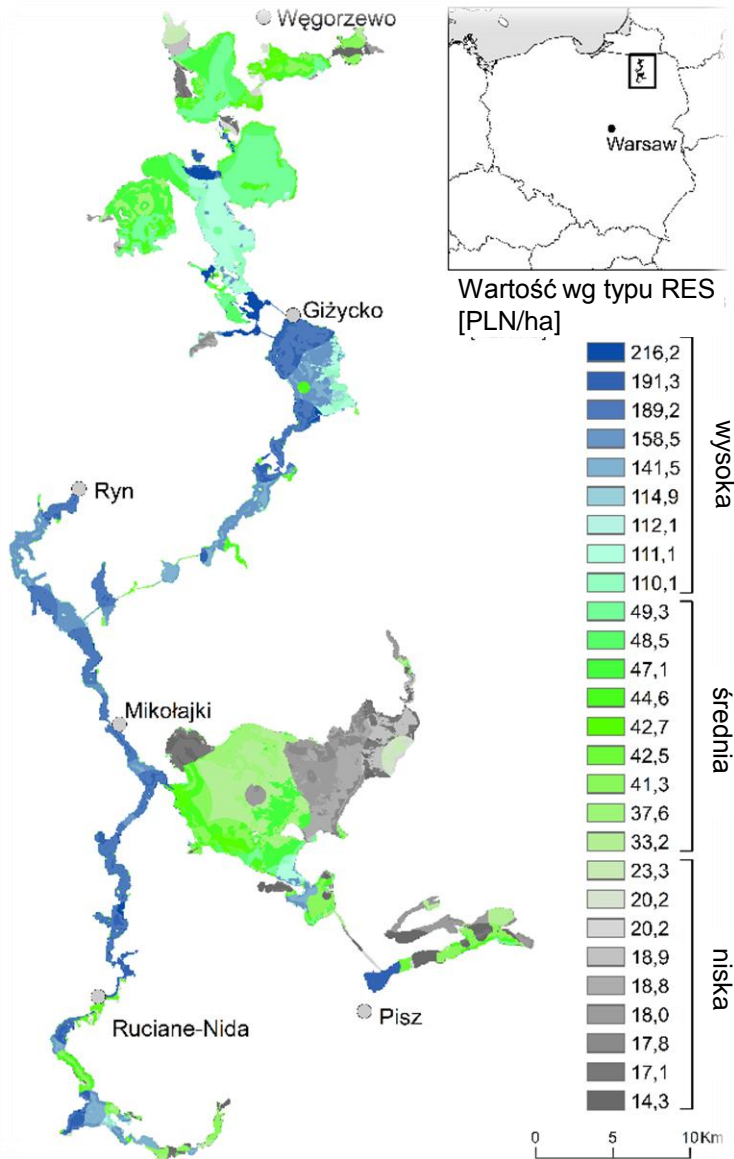 Węgorzewo
Warsaw
Wartość wg typu RES
[PLN/ha]
Giżycko
216,2
191,3
189,2
158,5
141,5
114,9
112,1
111,1
110,1
wysoka
Ryn
49,3
48,5
47,1
44,6
42,7
42,5
41,3
37,6
33,2
średnia
Mikołajki
23,3
20,2
20,2
18,9
18,8
18,0
17,8
17,1
14,3
niska
Ruciane-Nida
Pisz
0 5 10Km